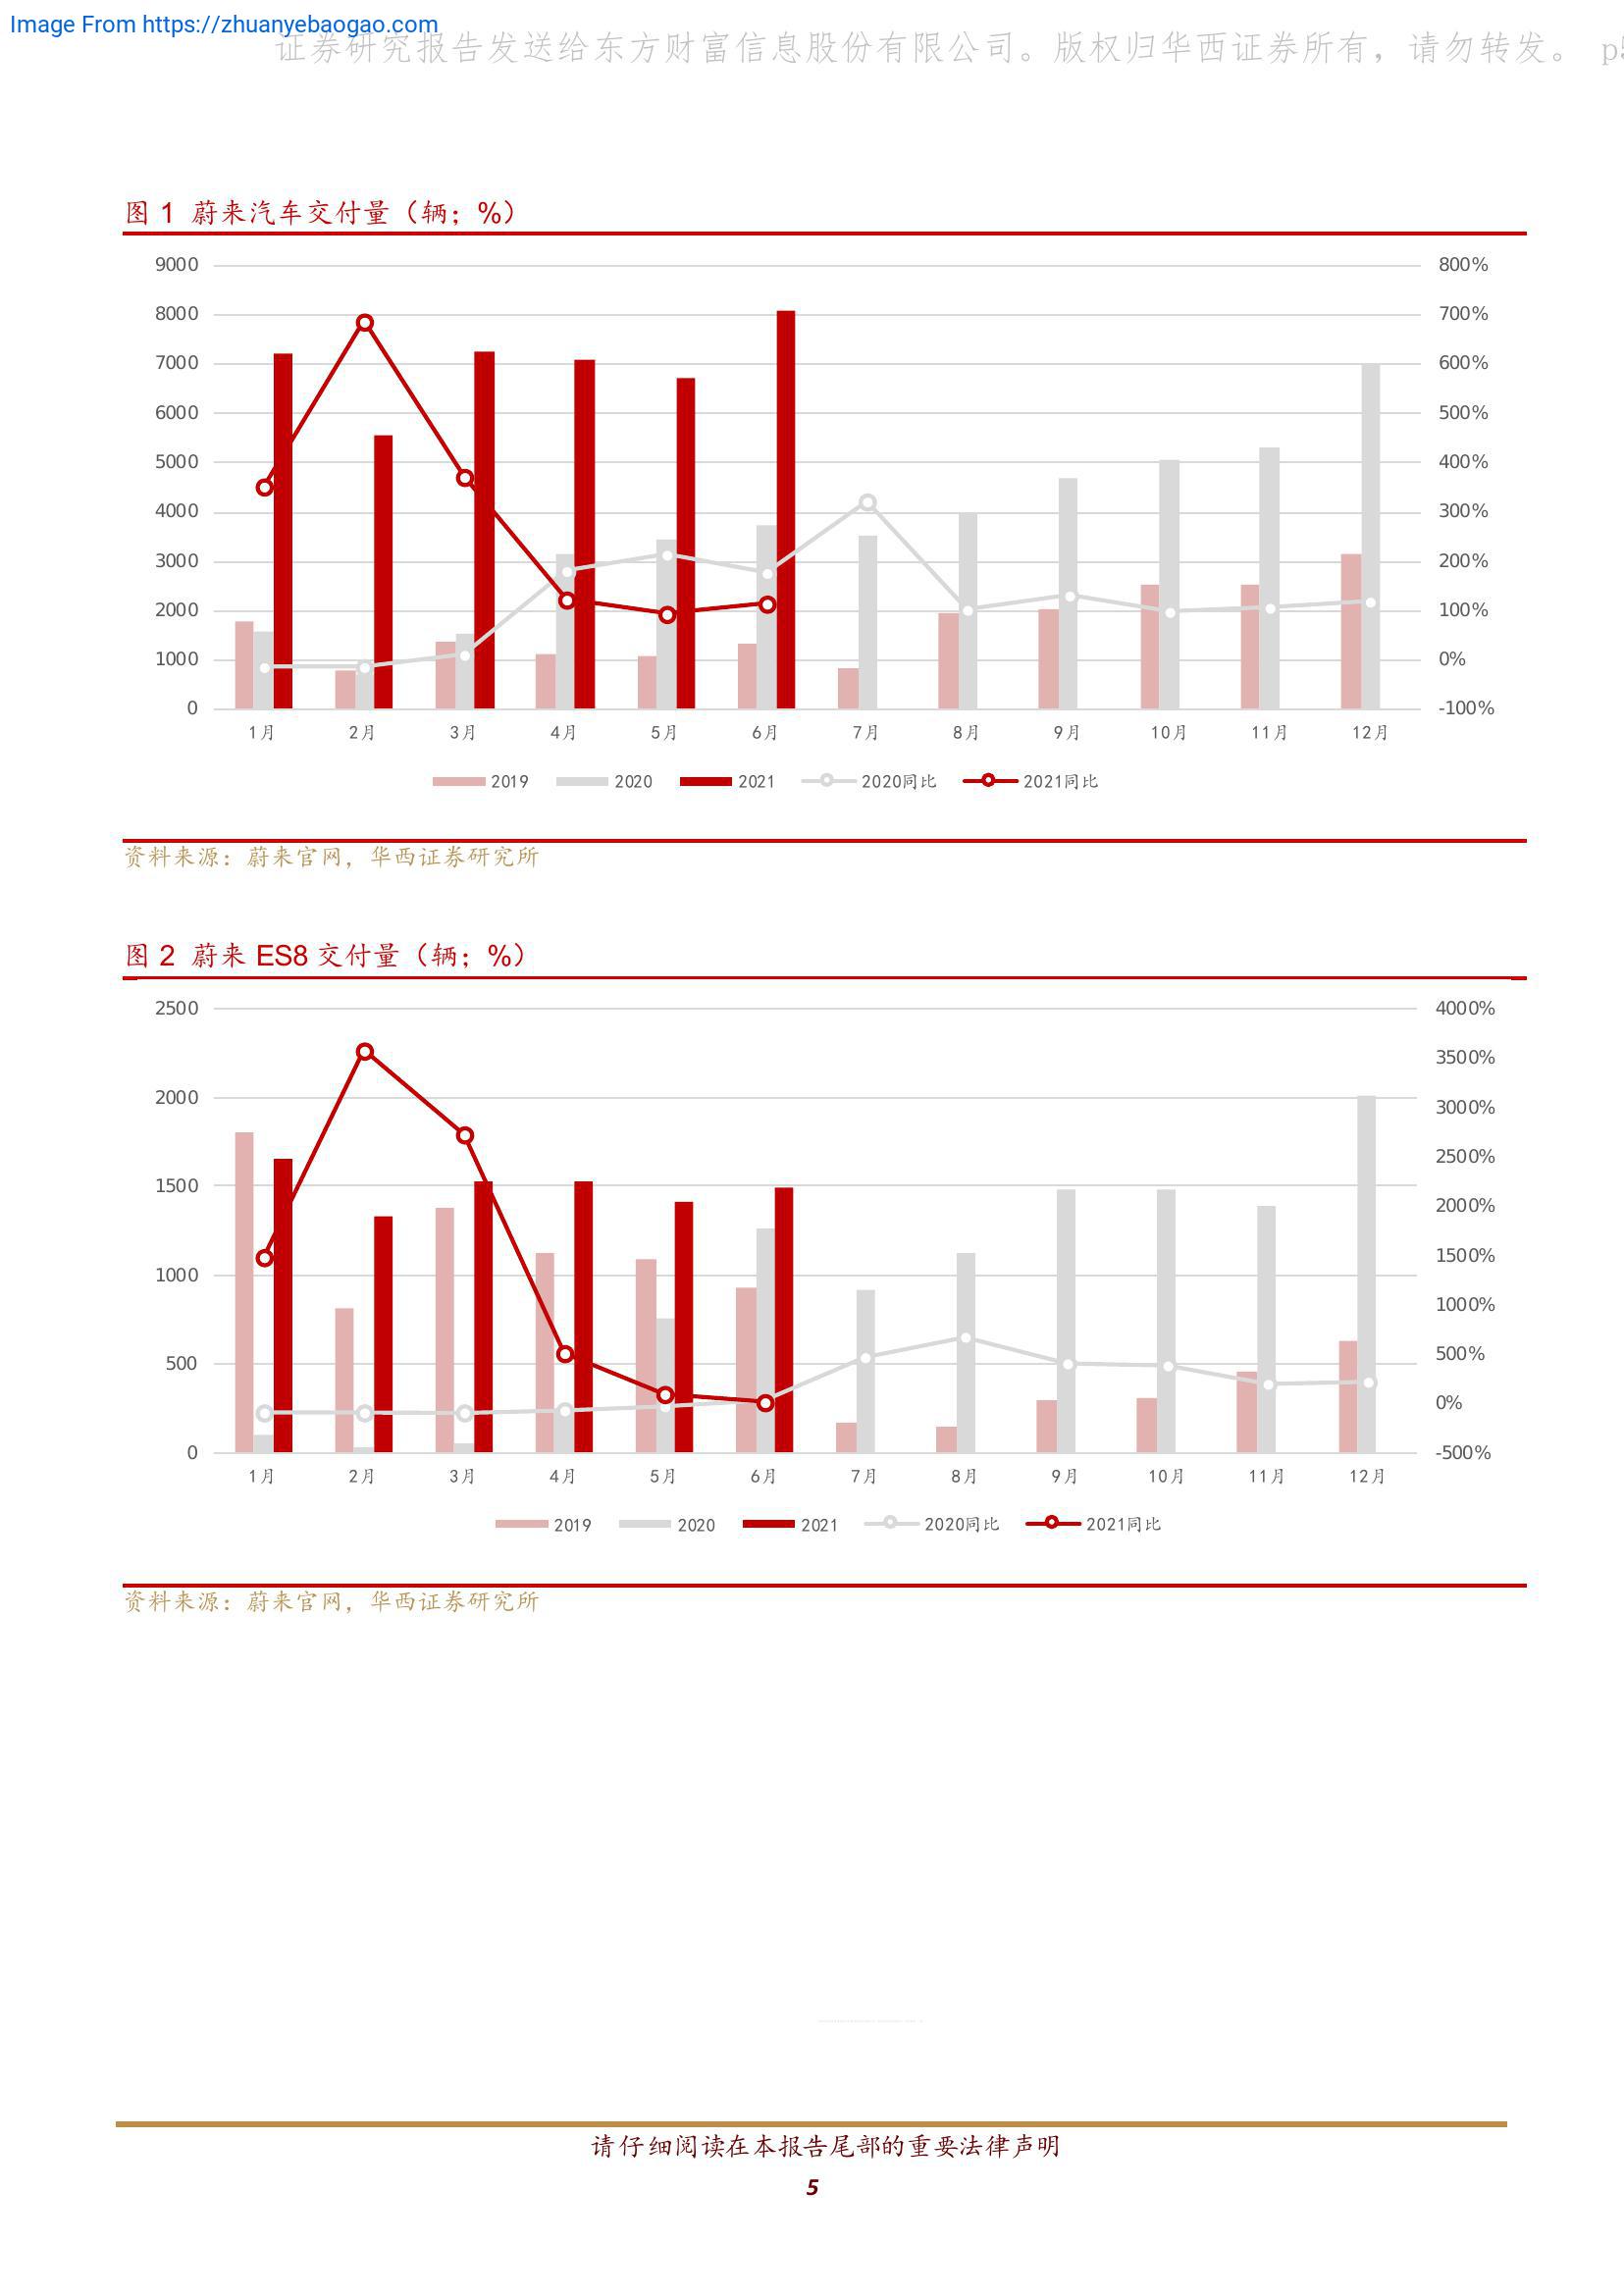 Image From https://zhuanyebaogao.com
证券研究报告发送给东方财富信息股份有限公司。版权归华西证券所有，请勿转发。 p5
图 1 蔚来汽车交付量（辆；%）
9000 800%
8000 700%
7000 600%
6000 500%
5000 400%
4000 300%
3000 200%
2000 100%
1000 0%
0 -100%
1月 2月 3月 4月 5月 6月 7月 8月 9月 10月 11月 12月
2019 2020 2021 2020同比 2021同比
资料来源：蔚来官网，华西证券研究所
图 2 蔚来 ES8 交付量（辆；%）
2500 4000%
3500%
2000 3000%
2500%
1500 2000%
1500%
1000 1000%
500 500%
0%
0 -500%
1月 2月 3月 4月 5月 6月 7月 8月 9月 10月 11月 12月
2019 2020 2021 2020同比 2021同比
资料来源：蔚来官网，华西证券研究所
请仔细阅读在本报告尾部的重要法律声明
5